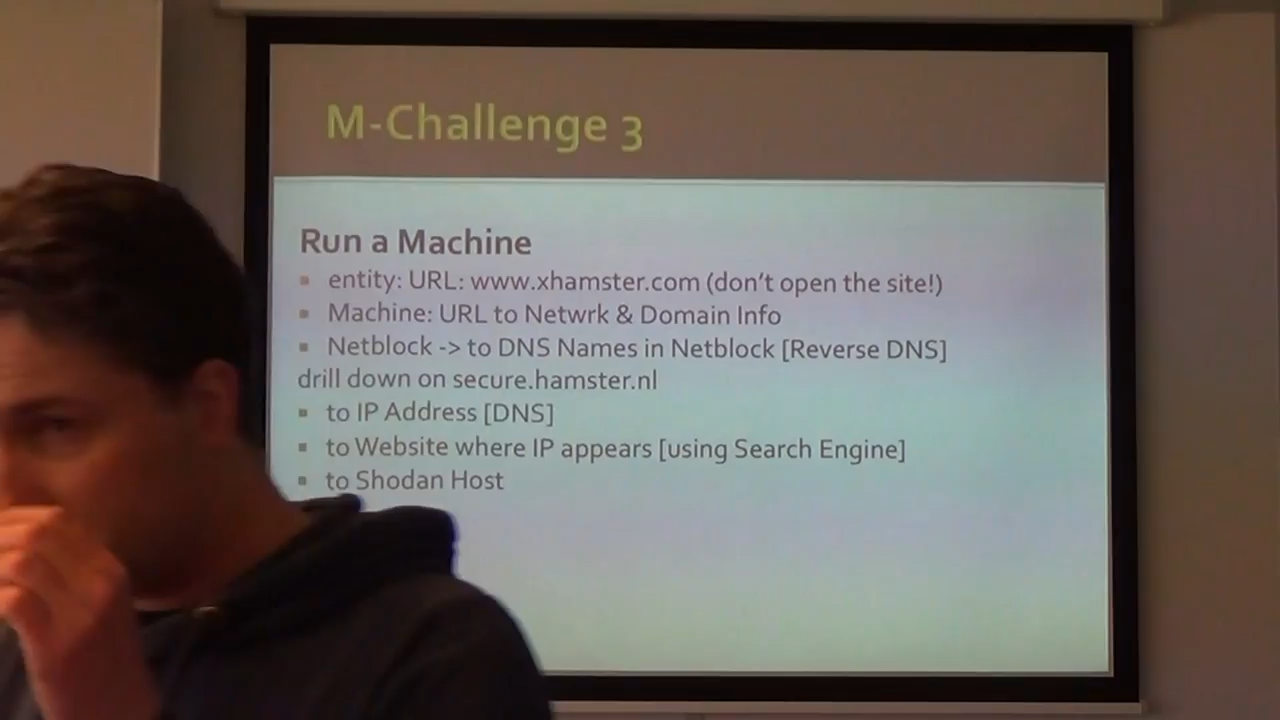 M-Challenge 3
Run a Machine
entity: URL: www.xhamster.com (don't open the site!)
Machine: URL to Netwrk & Domain Info
Netblock -> to DNS Names in Netblock [Reverse DNS]
drill down on secure.hamster.nl
to IP Address [DNS]
to Website where IP appears [using Search Engine]
to Shodan Host